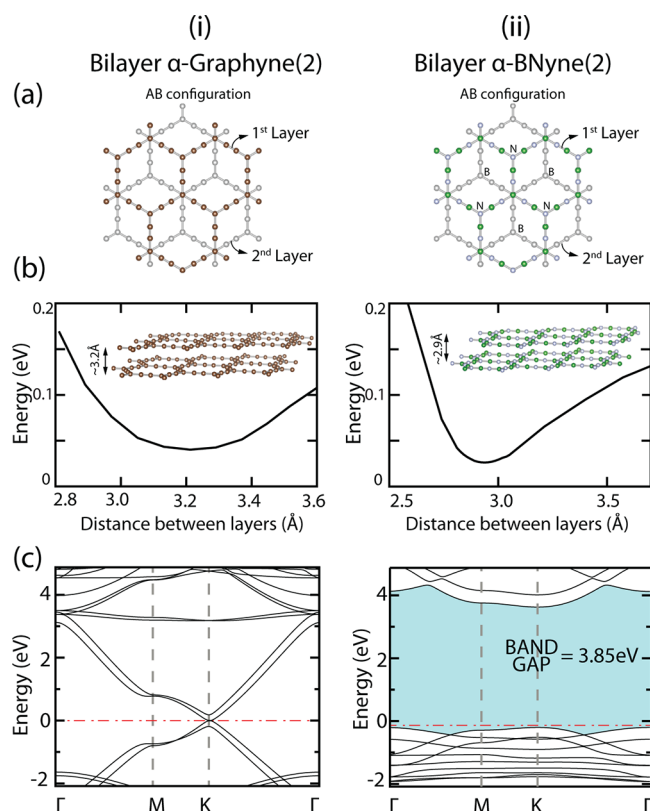 (i)
(ii)
Bilayer α-Graphyne(2)
Bilayer α-BNyne(2)
(a)
AB configuration
1st Layer
2nd Layer
AB configuration
1st Layer
N
B
B
N
N
B
2nd Layer
(b)
Energy (eV)
0.2
0.1
0
~3.2Å
2.8
3.0
3.2
3.4
3.6
Distance between layers (Å)
Energy (eV)
0.2
0.1
0
~2.9Å
2.5
3.0
3.5
Distance between layers (Å)
(c)
Energy (eV)
4
2
0
-2
Γ
M
K
Γ
Energy (eV)
4
2
0
-2
BAND
GAP = 3.85eV
Γ
M
K
Γ